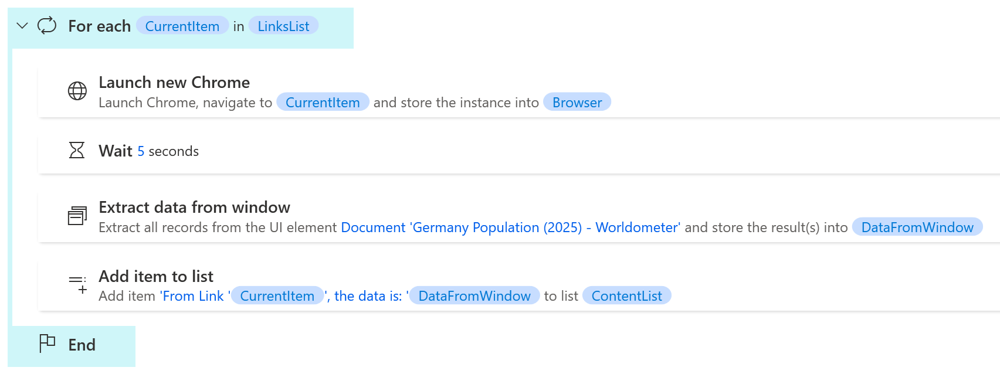 For each CurrentItem in LinksList
Launch new Chrome
Launch Chrome, navigate to CurrentItem and store the instance into Browser
Wait 5 seconds
Extract data from window
Extract all records from the UI element Document 'Germany Population (2025) - Worldometer' and store the result(s) into DataFromWindow
Add item to list
Add item 'From Link ' CurrentItem ', the data is: ' DataFromWindow to list ContentList
End